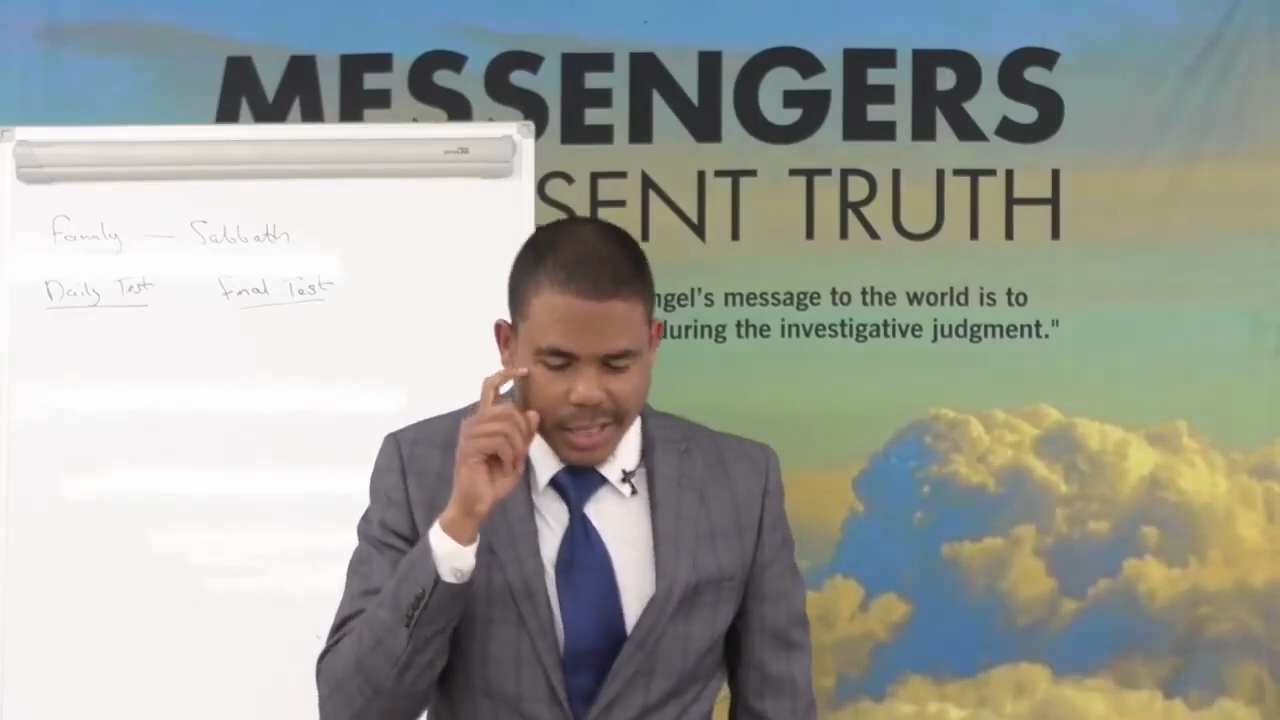 MESSENGERS
SENT TRUTH
ngel's message to the world is to
during the investigative judgment."
Family — Sabbath
Daily Test Final Test